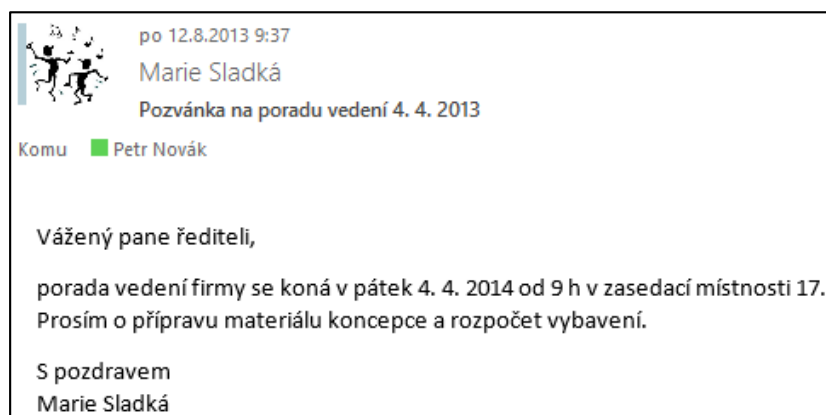 po 12.8.2013 9:37
Marie Sladká
Pozvánka na poradu vedení 4. 4. 2013
Komu Petr Novák
Vážený pane řediteli,
porada vedení firmy se koná v pátek 4. 4. 2014 od 9 h v zasedací místnosti 17.
Prosím o přípravu materiálu koncepce a rozpočet vybavení.
S pozdravem
Marie Sladká